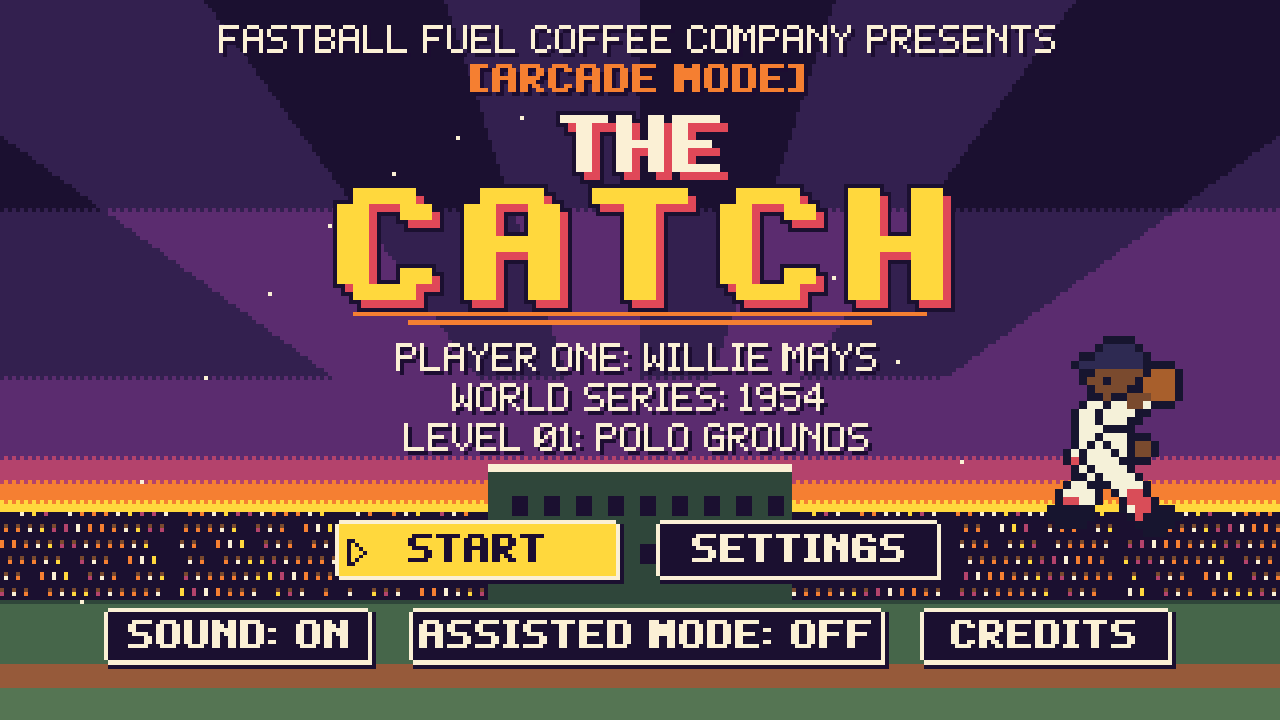 FASTBALL FUEL COFFEE COMPANY PRESENTS
[ARCADE MODE]
THE
CATCH
PLAYER ONE: WILLIE MAYS
WORLD SERIES: 1954
LEVEL 01: POLO GROUNDS
START
SETTINGS
SOUND: ON
ASSISTED MODE: OFF
CREDITS